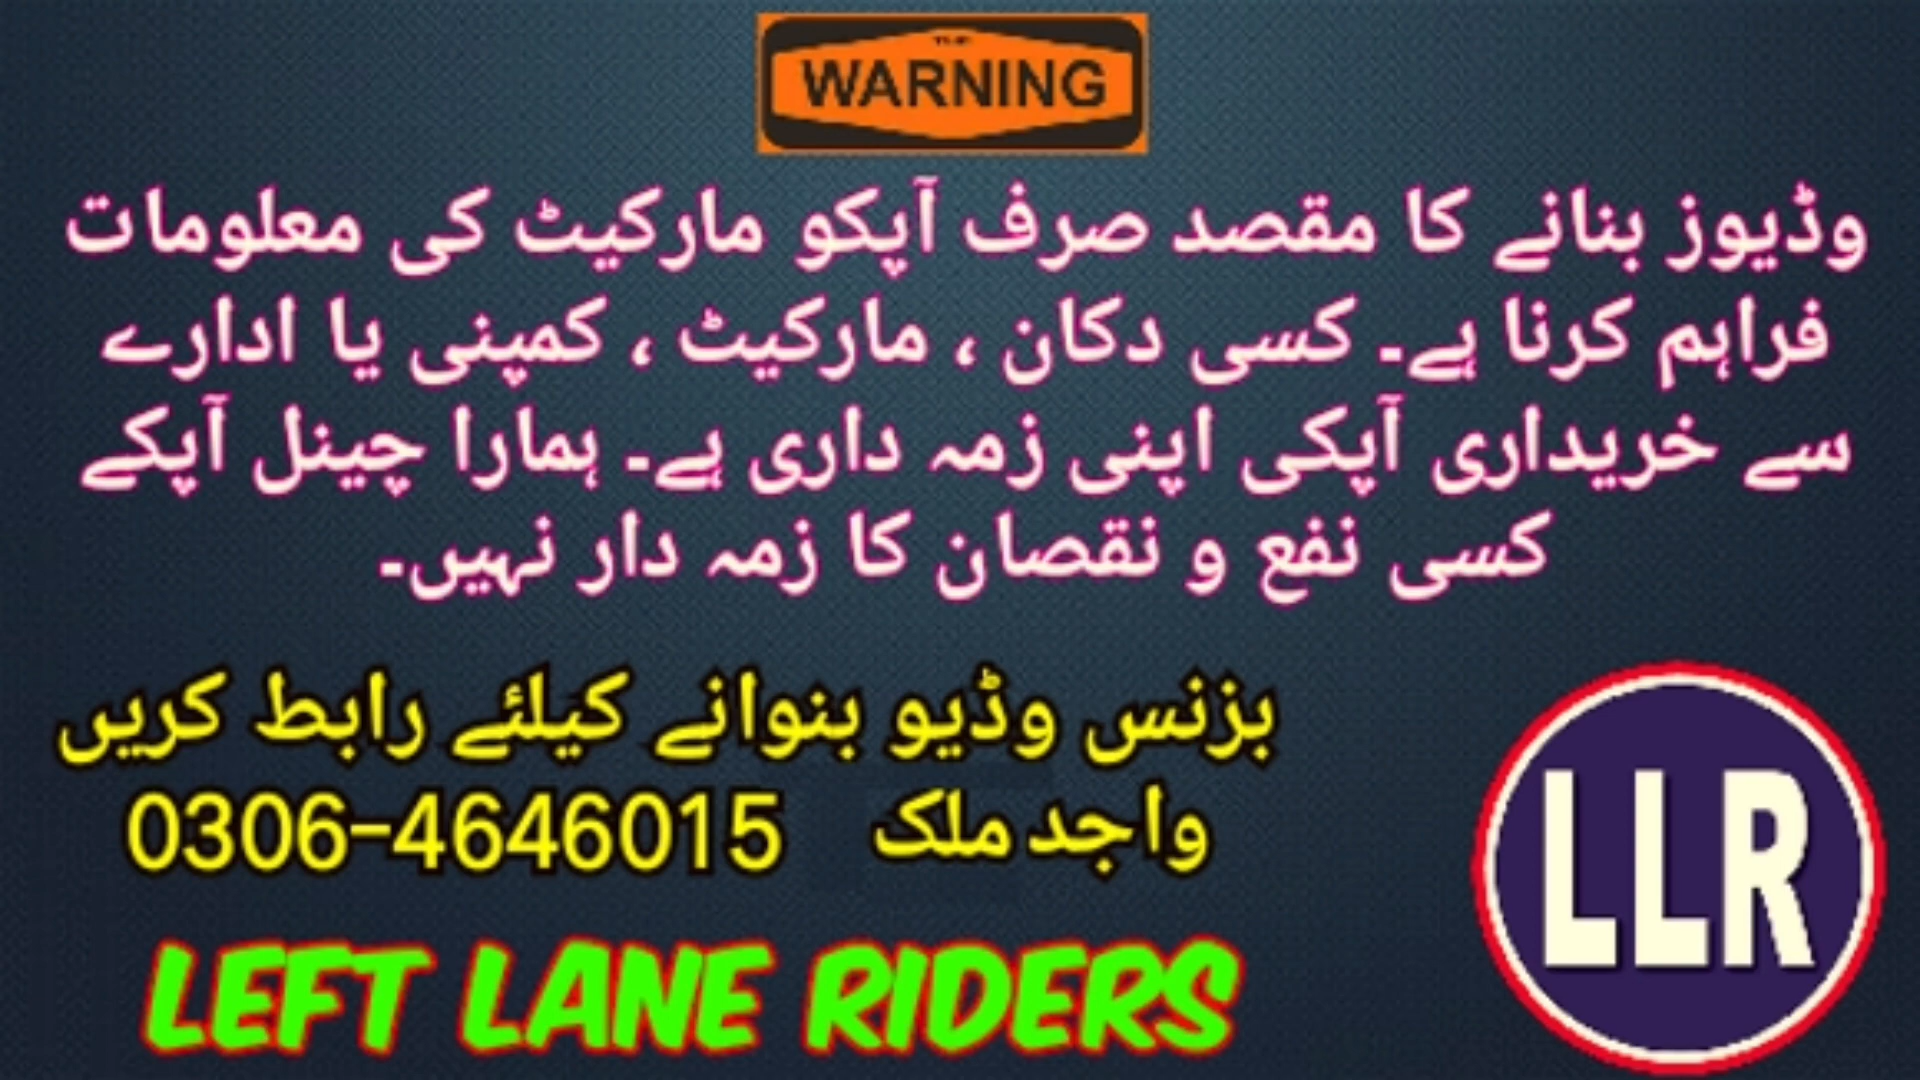 WARNING
وڈیوز بنانے کا مقصد صرف آپکو مارکیٹ کی معلومات
فراہم کرنا ہے۔ کسی دکان ، مارکیٹ ، کمپنی یا ادارے
سے خریداری آپکی اپنی زمہ داری ہے۔ ہمارا چینل آپکے
کسی نفع و نقصان کا زمہ دار نہیں۔
بزنس وڈیو بنوانے کیلئے رابط کریں
واجد ملک 0306-4646015
LEFT LANE RIDERS
LLR